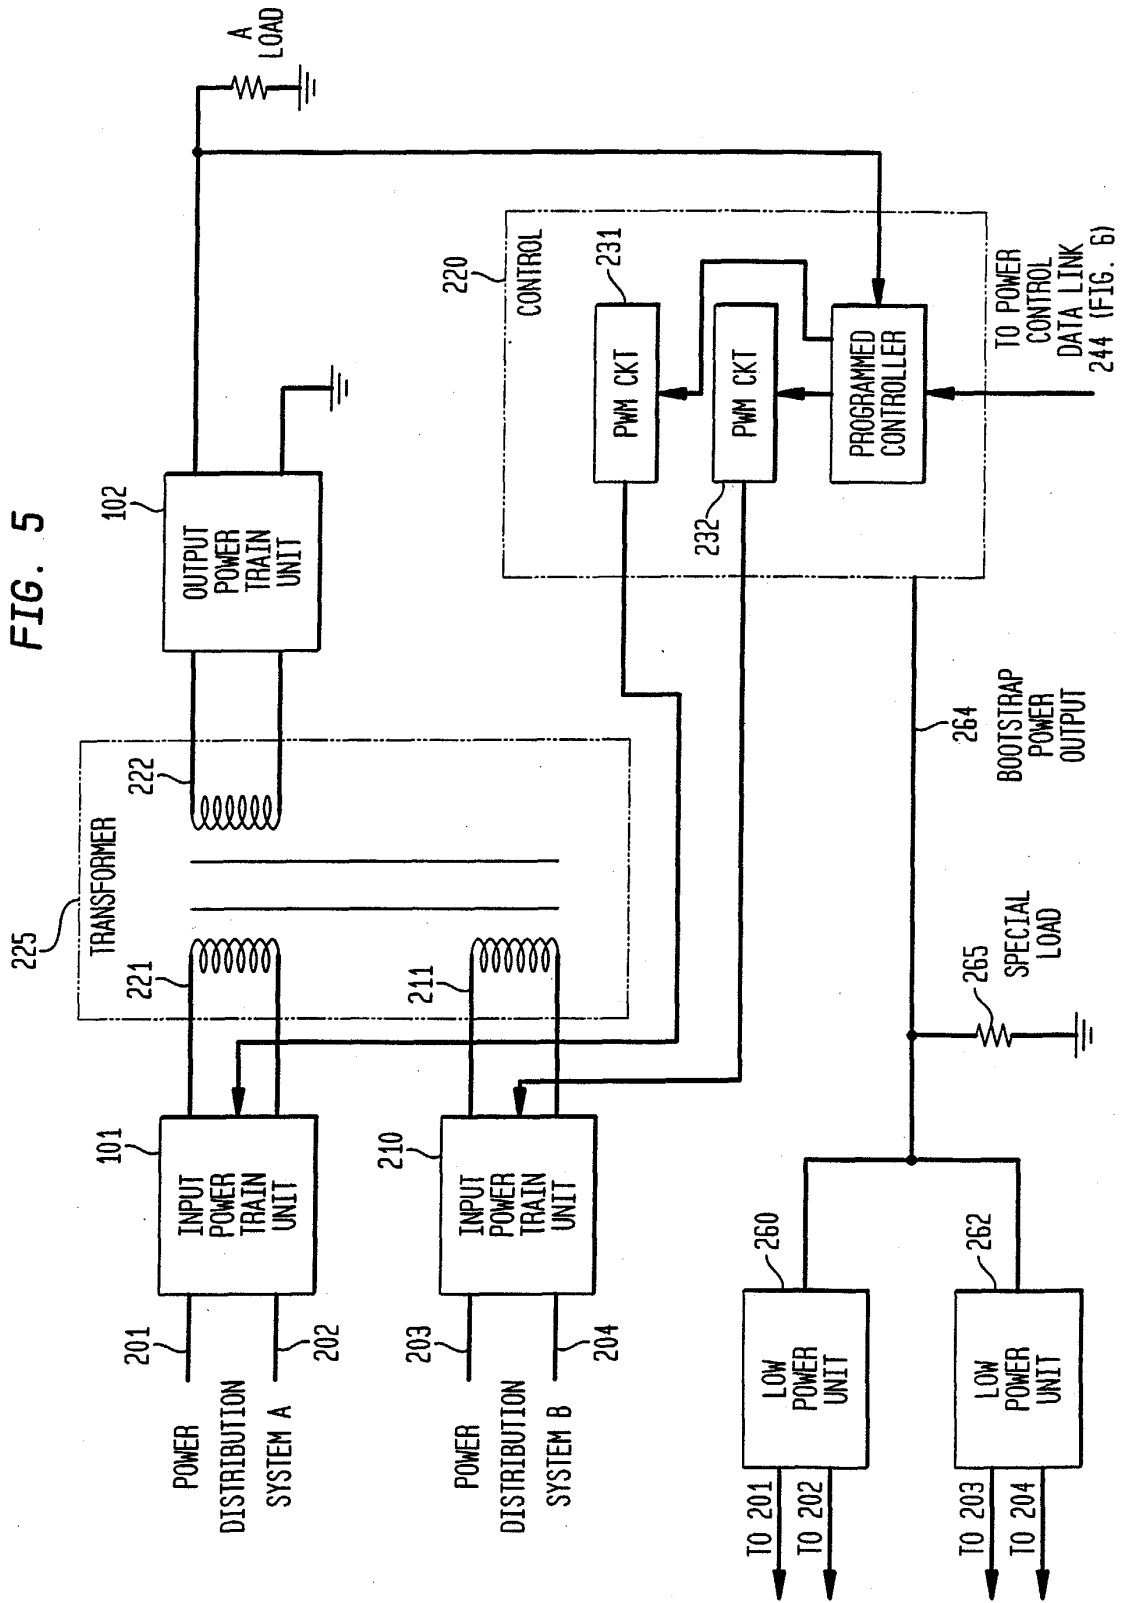 FIG. 5
225
TRANSFORMER
101
221
222
102
A
LOAD
POWER
DISTRIBUTION
SYSTEM A
201
202
INPUT
POWER
TRAIN
UNIT
OUTPUT
POWER
TRAIN
UNIT
POWER
DISTRIBUTION
SYSTEM B
203
204
210
INPUT
POWER
TRAIN
UNIT
211
220
CONTROL
231
PWM CKT
232
PWM CKT
PROGRAMMED
CONTROLLER
TO POWER
CONTROL
DATA LINK
244 (FIG. 6)
TO 201
TO 202
260
LOW
POWER
UNIT
TO 203
TO 204
262
LOW
POWER
UNIT
265
SPECIAL
LOAD
264
BOOTSTRAP
POWER
OUTPUT